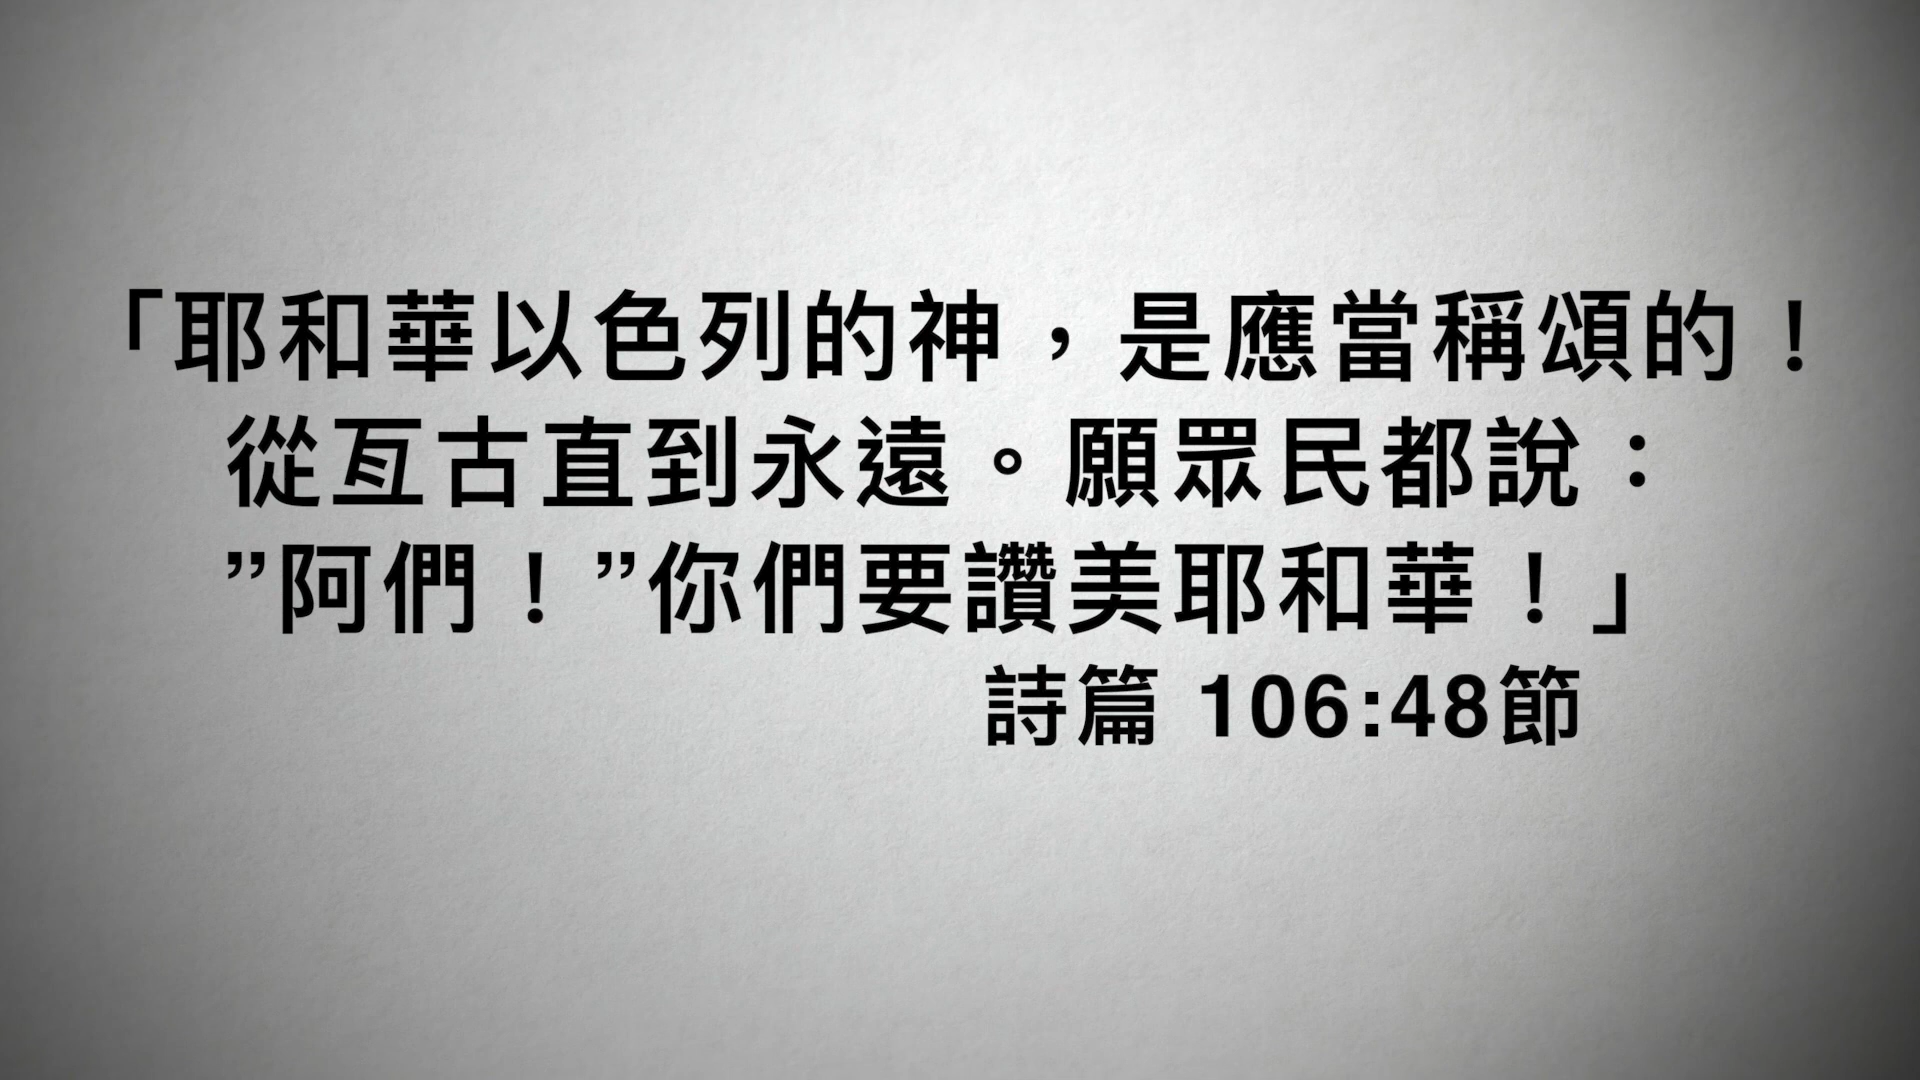 「耶和華以色列的神，是應當稱頌的！
從亙古直到永遠。願眾民都說：
”阿們！”你們要讚美耶和華！」
詩篇 106:48節